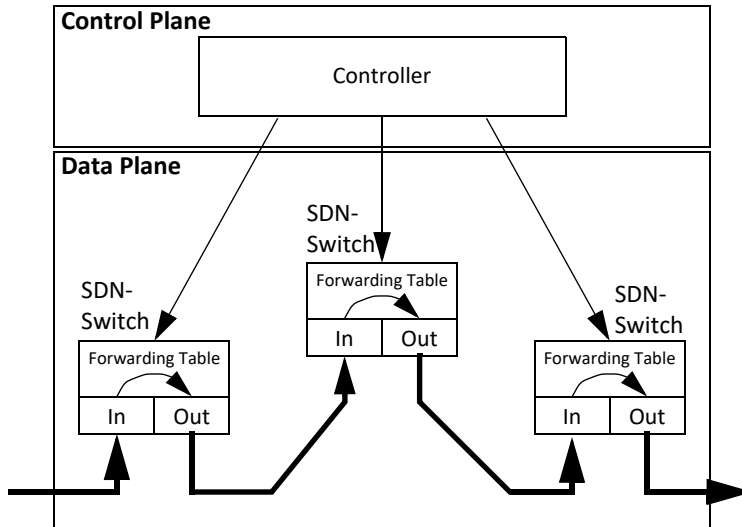 Control Plane
Controller
Data Plane
SDN-
Switch
Forwarding Table
In Out
SDN-
Switch
Forwarding Table
In Out
SDN-
Switch
Forwarding Table
In Out